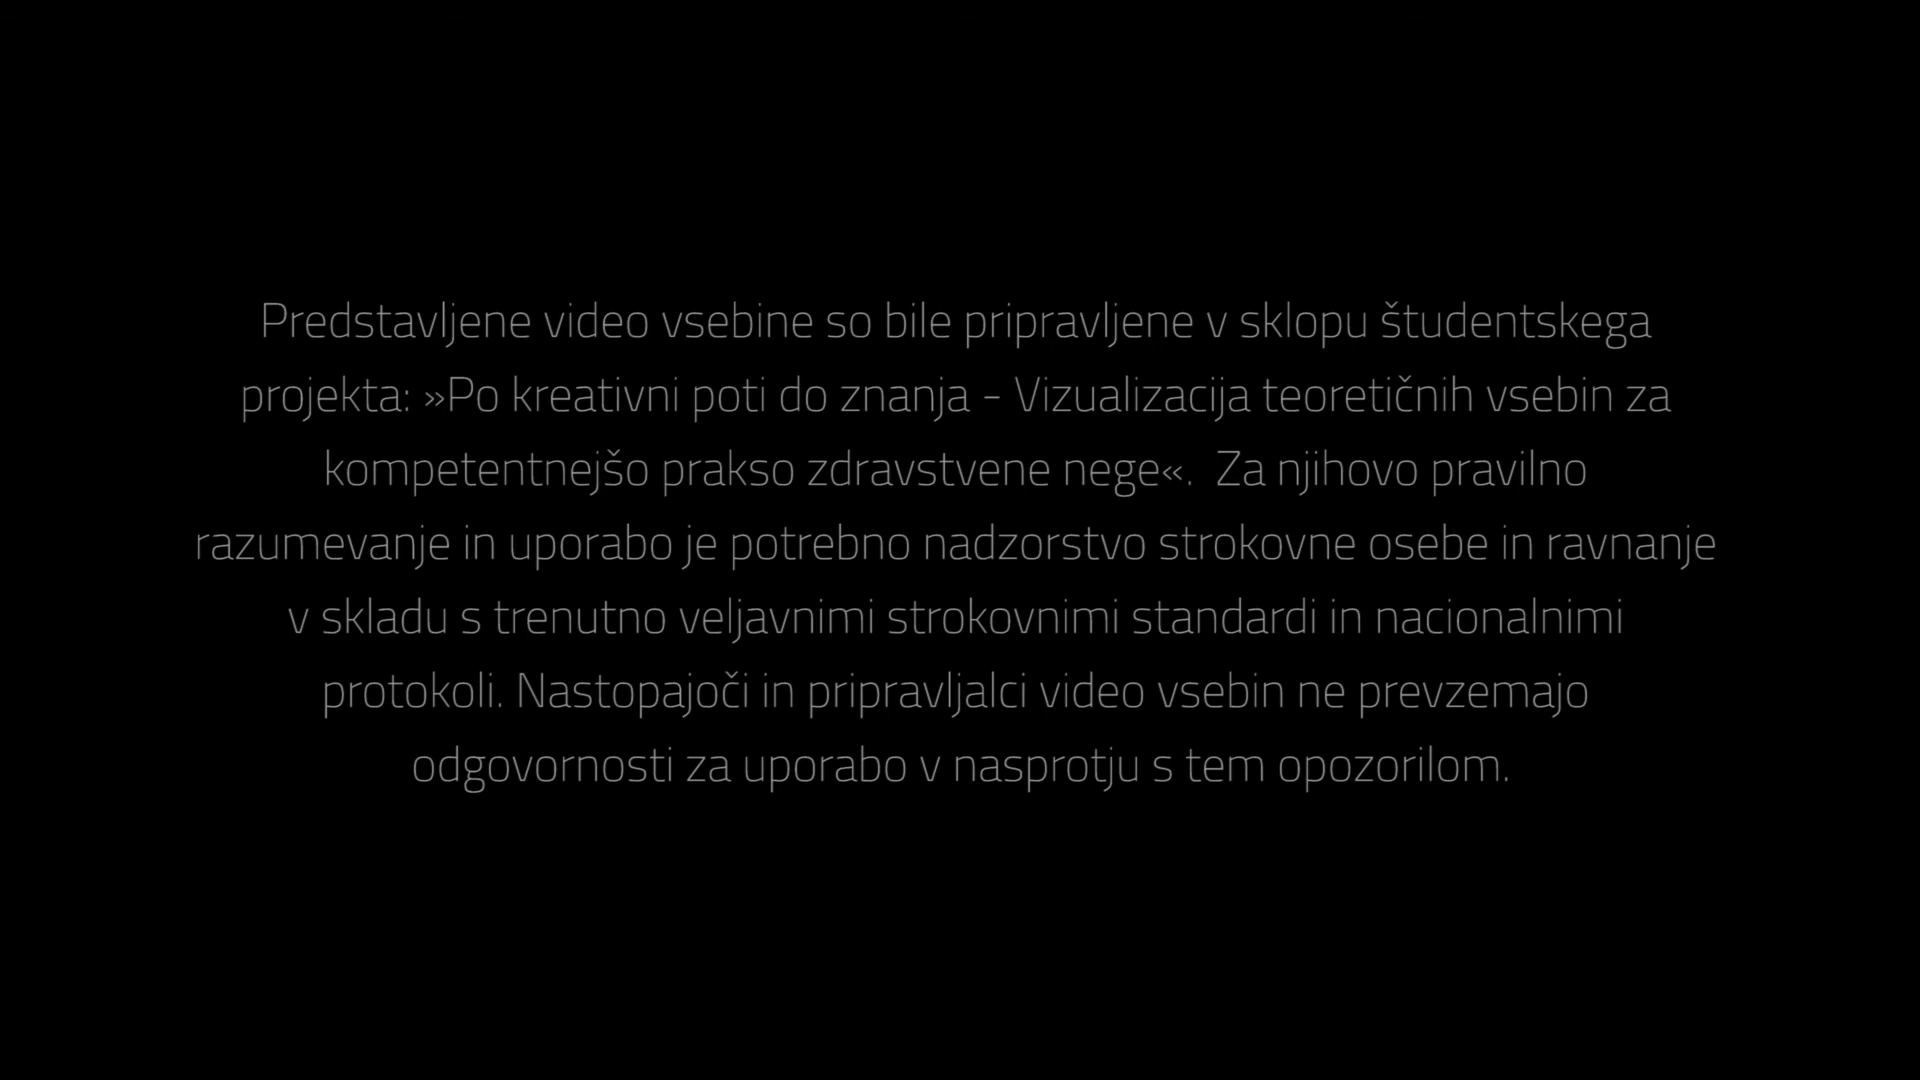 Predstavljene video vsebine so bile pripravljene v sklopu študentskega
projekta: »Po kreativni poti do znanja - Vizualizacija teoretičnih vsebin za
kompetentnejšo prakso zdravstvene nege«.  Za njihovo pravilno
razumevanje in uporabo je potrebno nadzorstvo strokovne osebe in ravnanje
v skladu s trenutno veljavnimi strokovnimi standardi in nacionalnimi
protokoli. Nastopajoči in pripravljalci video vsebin ne prevzemajo
odgovornosti za uporabo v nasprotju s tem opozorilom.